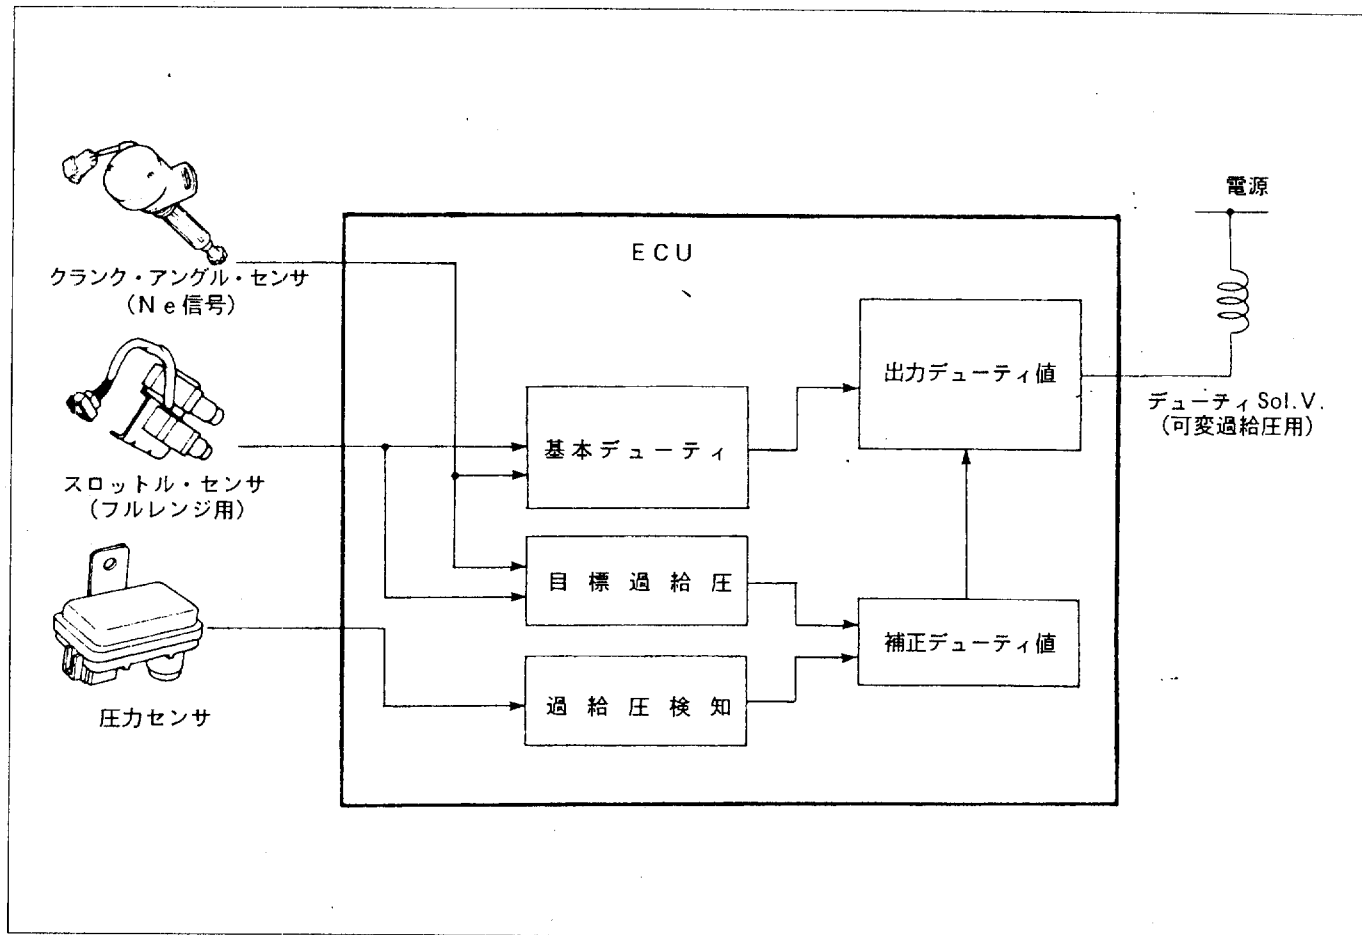 電源
ECU
クランク・アングル・センサ
(Ne信号)
出力デューティ値
デューティSol.V.
(可変過給圧用)
基本デューティ
スロットル・センサ
(フルレンジ用)
目標過給圧
補正デューティ値
過給圧検知
圧力センサ